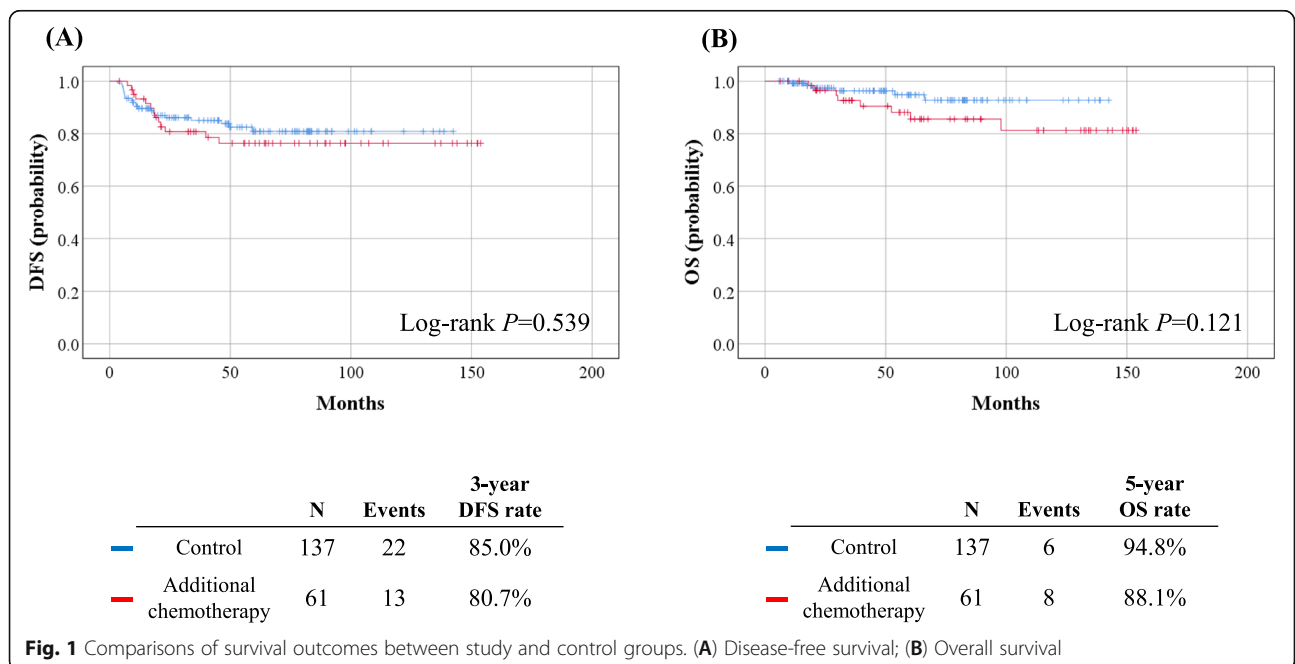 (A)
1.0
0.8
0.6
0.4
0.2
0.0
DFS (probability)
Log-rank P=0.539
0 50 100 150 200
Months
3-year
N Events DFS rate
Control 137 22 85.0%
Additional
chemotherapy 61 13 80.7%
(B)
1.0
0.8
0.6
0.4
0.2
0.0
OS (probability)
Log-rank P=0.121
0 50 100 150 200
Months
5-year
N Events OS rate
Control 137 6 94.8%
Additional
chemotherapy 61 8 88.1%
Fig. 1 Comparisons of survival outcomes between study and control groups. (A) Disease-free survival; (B) Overall survival